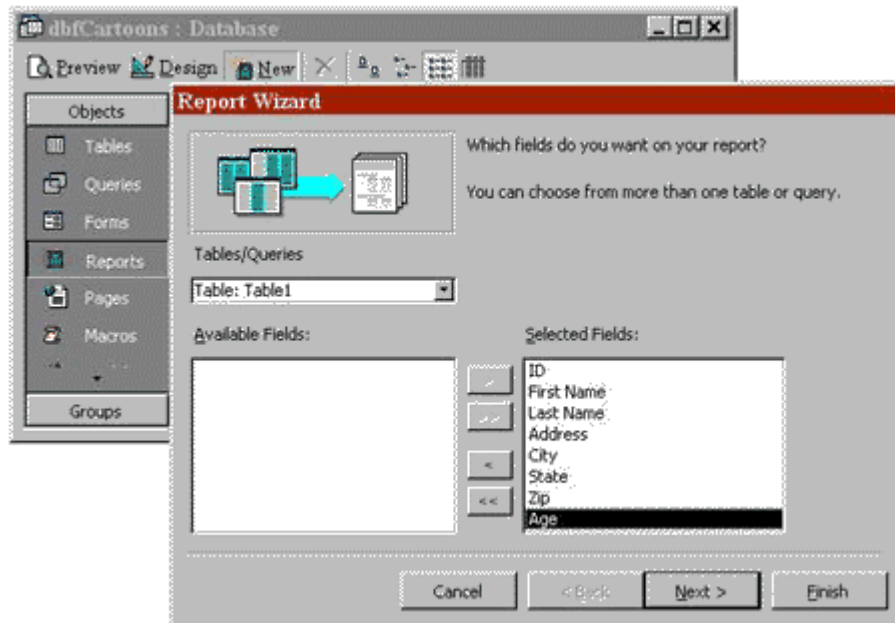 dbfCartoons : Database
Preview Design New
Objects
Tables
Queries
Forms
Reports
Pages
Macros
Groups
Report Wizard
Which fields do you want on your report?
You can choose from more than one table or query.
Tables/Queries
Table: Table1
Available Fields:
Selected Fields:
ID
First Name
Last Name
Address
City
State
Zip
Age
>
>>
<
<<
Cancel
< Back
Next >
Finish